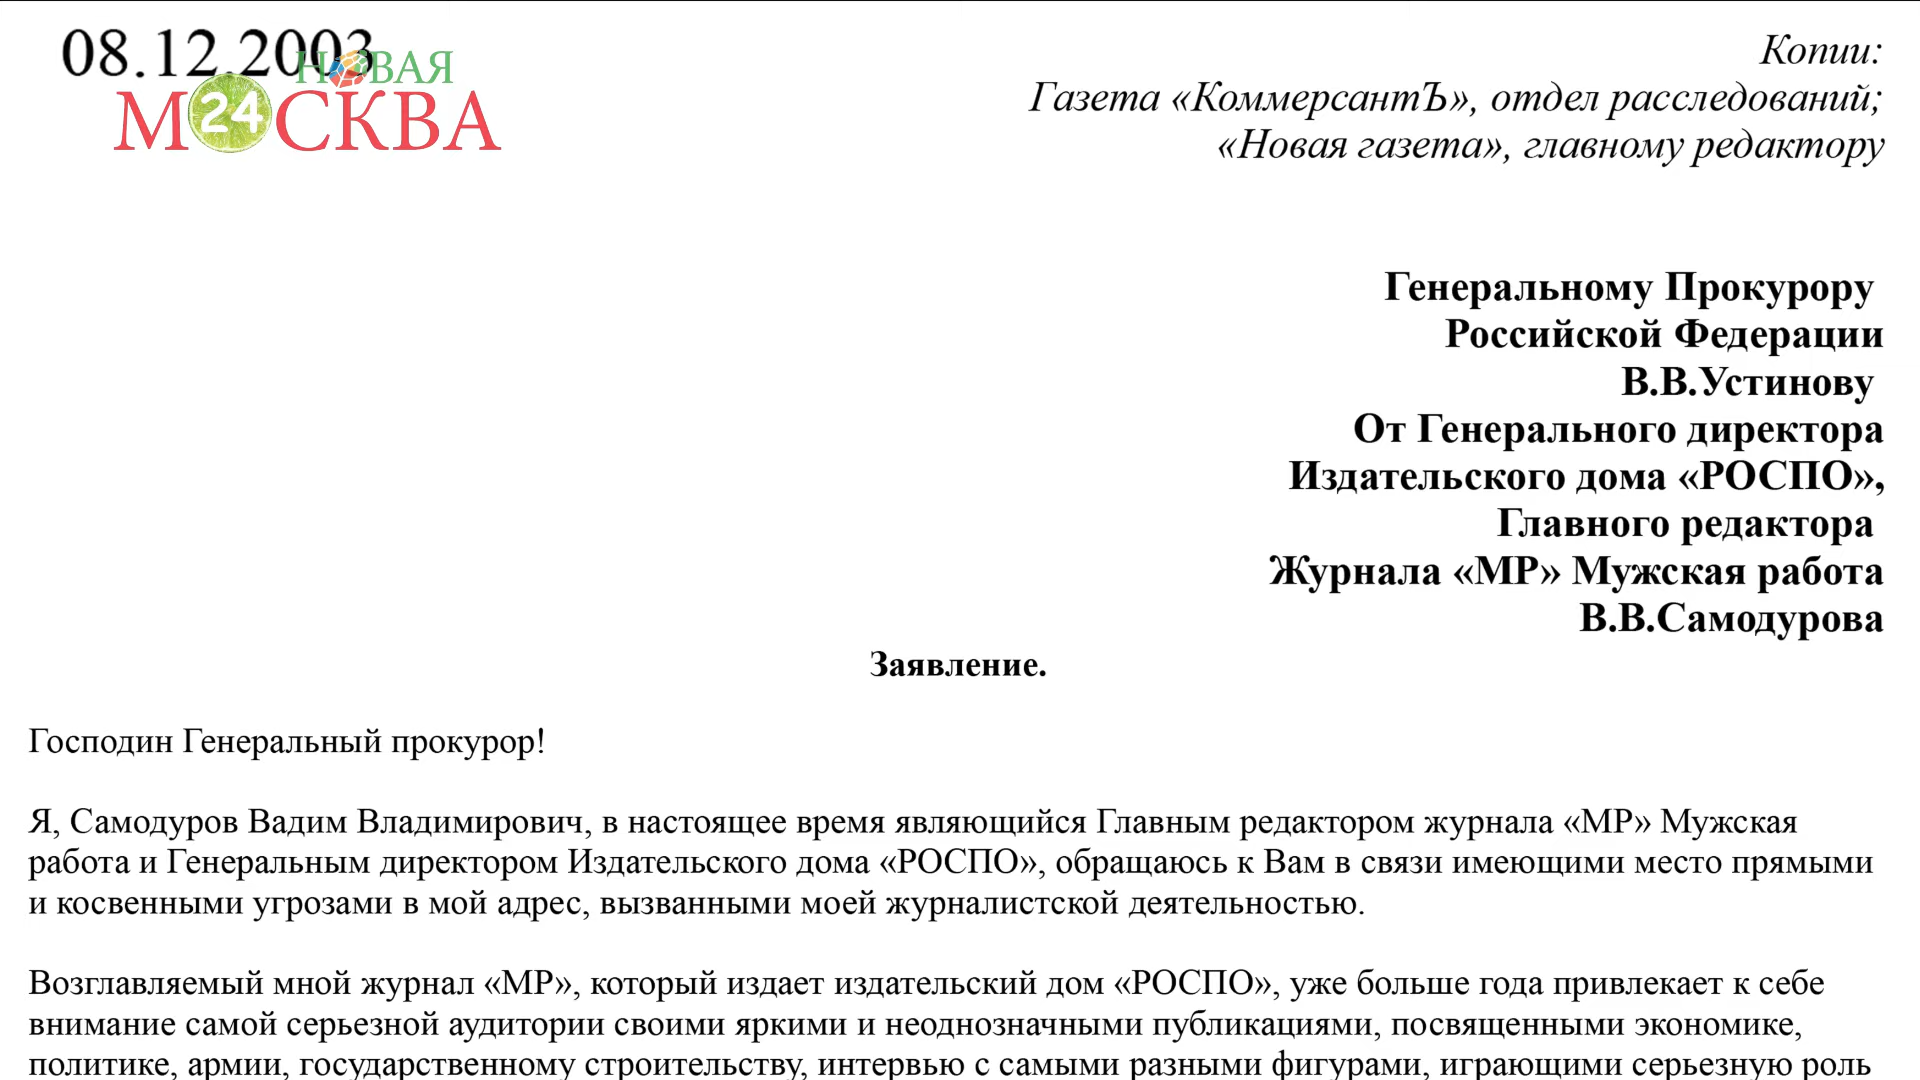 08.12.2003
НОВАЯ
М24СКВА
Копии:
Газета «КоммерсантЪ», отдел расследований;
«Новая газета», главному редактору
Генеральному Прокурору
Российской Федерации
В.В.Устинову
От Генерального директора
Издательского дома «РОСПО»,
Главного редактора
Журнала «МР» Мужская работа
В.В.Самодурова
Заявление.
Господин Генеральный прокурор!
Я, Самодуров Вадим Владимирович, в настоящее время являющийся Главным редактором журнала «МР» Мужская
работа и Генеральным директором Издательского дома «РОСПО», обращаюсь к Вам в связи имеющими место прямыми
и косвенными угрозами в мой адрес, вызванными моей журналистской деятельностью.
Возглавляемый мной журнал «МР», который издает издательский дом «РОСПО», уже больше года привлекает к себе
внимание самой серьезной аудитории своими яркими и неоднозначными публикациями, посвященными экономике,
политике, армии, государственному строительству, интервью с самыми разными фигурами, играющими серьезную роль